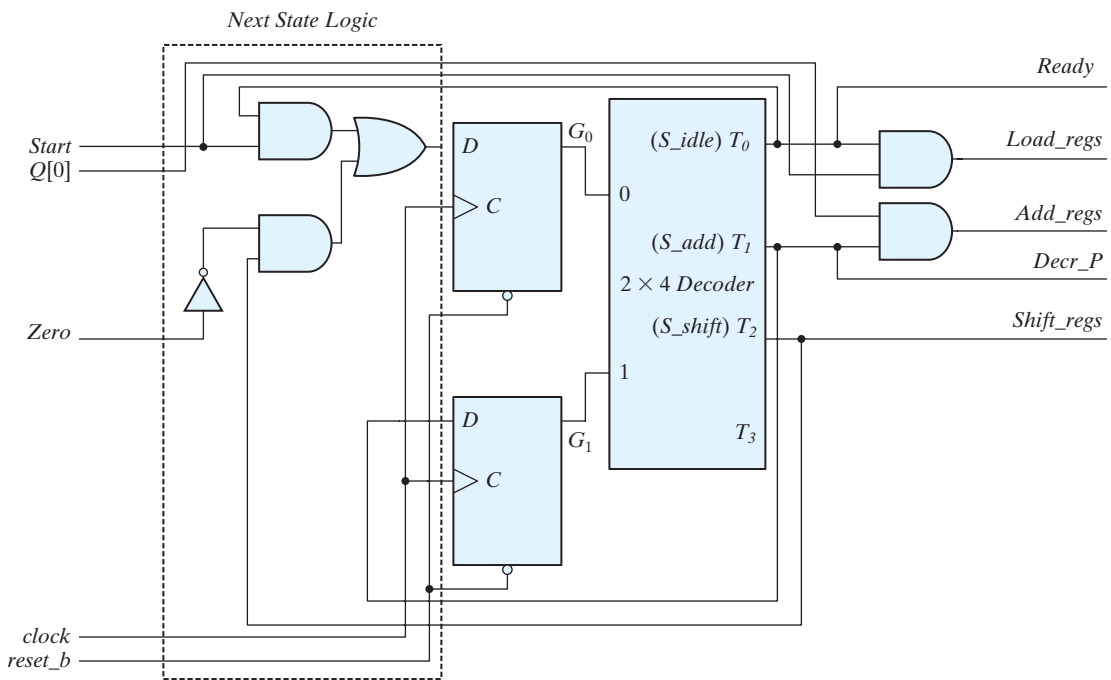 Next State Logic
Ready
Start
Q[0]
D
G0
(S_idle) T0
Load_regs
C
0
Add_regs
(S_add) T1
Decr_P
2 × 4 Decoder
Zero
(S_shift) T2
Shift_regs
1
D
G1
T3
C
clock
reset_b